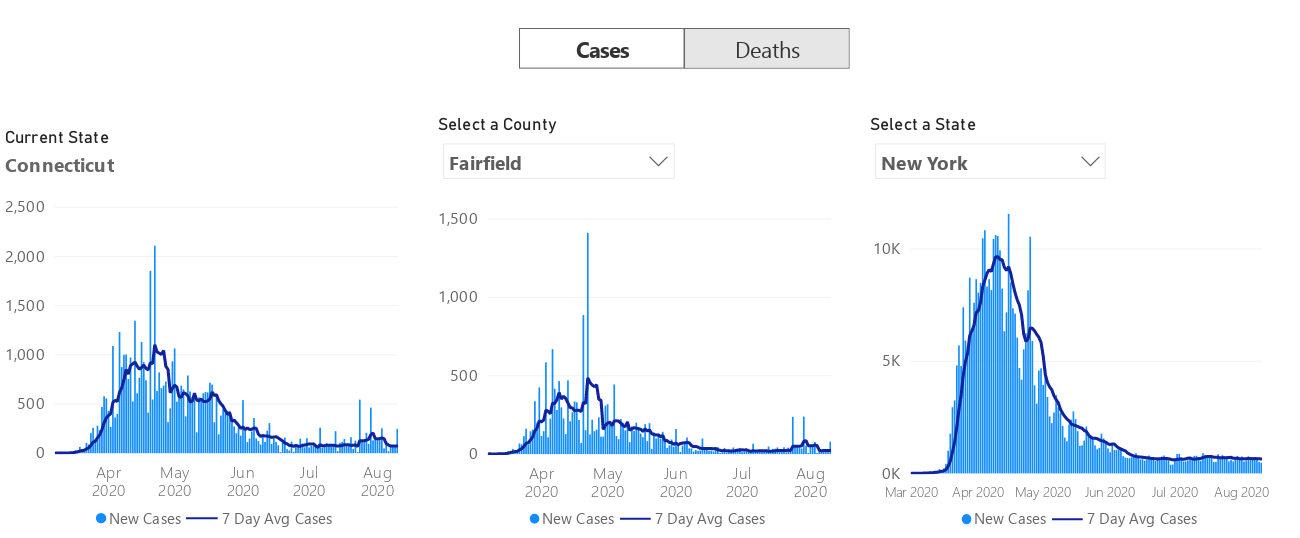 Cases Deaths
Current State
Connecticut
Select a County
Fairfield
Select a State
New York
2,500
2,000
1,500
1,000
500
0
Apr 2020
May 2020
Jun 2020
Jul 2020
Aug 2020
New Cases 7 Day Avg Cases
1,500
1,000
500
0
Apr 2020
May 2020
Jun 2020
Jul 2020
Aug 2020
New Cases 7 Day Avg Cases
10K
5K
0K
Mar 2020 Apr 2020 May 2020 Jun 2020 Jul 2020 Aug 2020
New Cases 7 Day Avg Cases